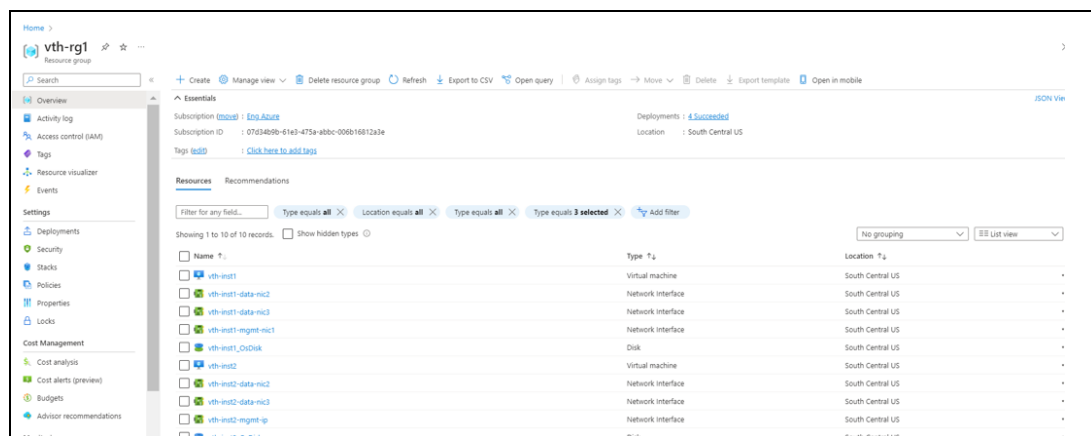 Home >
vth-rg1
Resource group
Search
Create Manage view Delete resource group Refresh Export to CSV Open query Assign tags Move Delete Export template Open in mobile
Overview
Activity log
Access control (IAM)
Tags
Resource visualizer
Events
Settings
Deployments
Security
Stacks
Policies
Properties
Locks
Cost Management
Cost analysis
Cost alerts (preview)
Budgets
Advisor recommendations
Essentials
JSON View
Subscription (move) : Eng Azure
Deployments : 4 Succeeded
Subscription ID : 07d34b9b-61e3-475a-abbc-006b16812a3e
Location : South Central US
Tags (edit) : Click here to add tags
Resources Recommendations
Filter for any field... Type equals all Location equals all Type equals all Type equals 3 selected Add filter
Showing 1 to 10 of 10 records. Show hidden types No grouping List view
Name Type Location
vth-inst1 Virtual machine South Central US
vth-inst1-data-nic2 Network Interface South Central US
vth-inst1-data-nic3 Network Interface South Central US
vth-inst1-mgmt-nic1 Network Interface South Central US
vth-inst1_OsDisk Disk South Central US
vth-inst2 Virtual machine South Central US
vth-inst2-data-nic2 Network Interface South Central US
vth-inst2-data-nic3 Network Interface South Central US
vth-inst2-mgmt-ip Network Interface South Central US